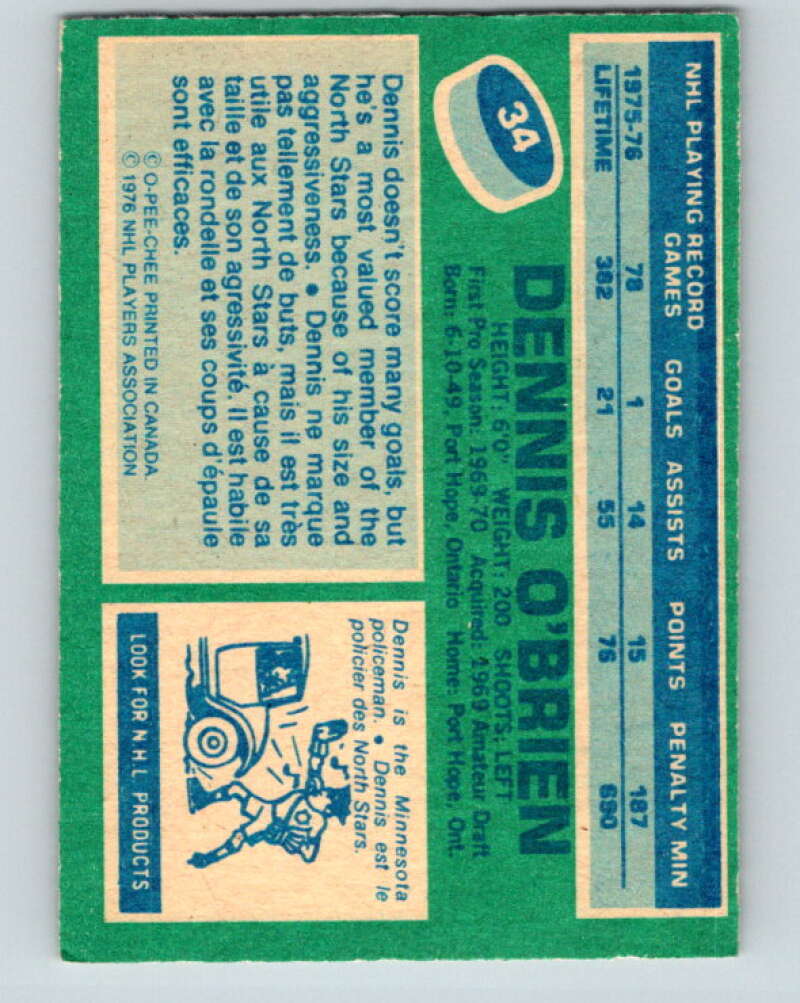 NHL PLAYING RECORD
GAMES GOALS ASSISTS POINTS PENALTY MIN
1975-76 78 1 14 15 187
LIFETIME 382 21 55 76 690
34
DENNIS O'BRIEN
HEIGHT: 6'0" WEIGHT: 200 SHOOTS: LEFT
First Pro Season: 1969-70 Acquired: 1969 Amateur Draft
Born: 6-10-49, Port Hope, Ontario Home: Port Hope, Ont.
Dennis doesn't score many goals, but
he's a most valued member of the
North Stars because of his size and
aggressiveness. • Dennis ne marque
pas tellement de buts, mais il est très
utile aux North Stars à cause de sa
taille et de son agressivité. Il est habile
avec la rondelle et ses coups d'épaule
sont efficaces.
© O-PEE-CHEE PRINTED IN CANADA.
© 1976 NHL PLAYERS ASSOCIATION
Dennis is the Minnesota
policeman. • Dennis est le
policier des North Stars.
LOOK FOR N.H.L PRODUCTS